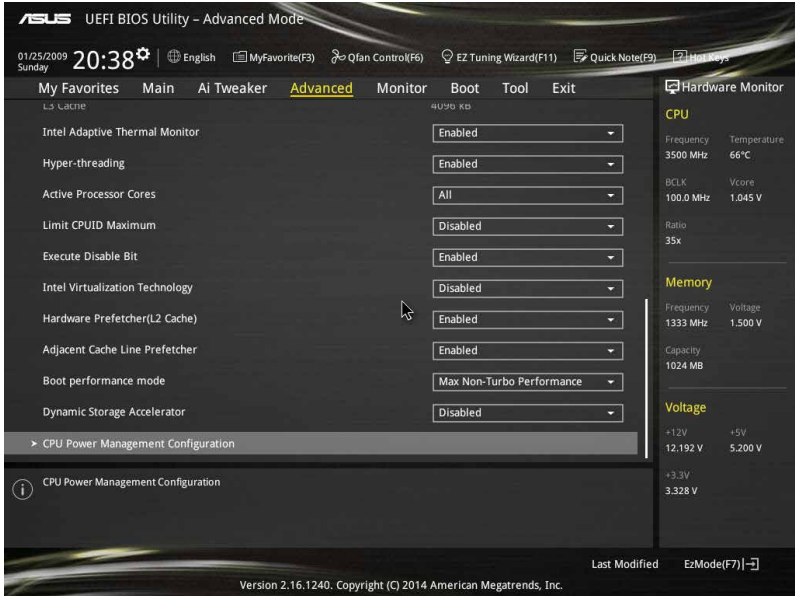 ASUS UEFI BIOS Utility – Advanced Mode
01/25/2009
Sunday
20:38
English MyFavorite(F3) Qfan Control(F6) EZ Tuning Wizard(F11) Quick Note(F9) ? Hot Keys
My Favorites Main Ai Tweaker Advanced Monitor Boot Tool Exit
L3 Cache 4096 KB
Intel Adaptive Thermal Monitor Enabled
Hyper-threading Enabled
Active Processor Cores All
Limit CPUID Maximum Disabled
Execute Disable Bit Enabled
Intel Virtualization Technology Disabled
Hardware Prefetcher(L2 Cache) Enabled
Adjacent Cache Line Prefetcher Enabled
Boot performance mode Max Non-Turbo Performance
Dynamic Storage Accelerator Disabled
> CPU Power Management Configuration
i CPU Power Management Configuration
Hardware Monitor
CPU
Frequency Temperature
3500 MHz 66°C
BCLK Vcore
100.0 MHz 1.045 V
Ratio
35x
Memory
Frequency Voltage
1333 MHz 1.500 V
Capacity
1024 MB
Voltage
+12V +5V
12.192 V 5.200 V
+3.3V
3.328 V
Last Modified EzMode(F7)
Version 2.16.1240. Copyright (C) 2014 American Megatrends, Inc.